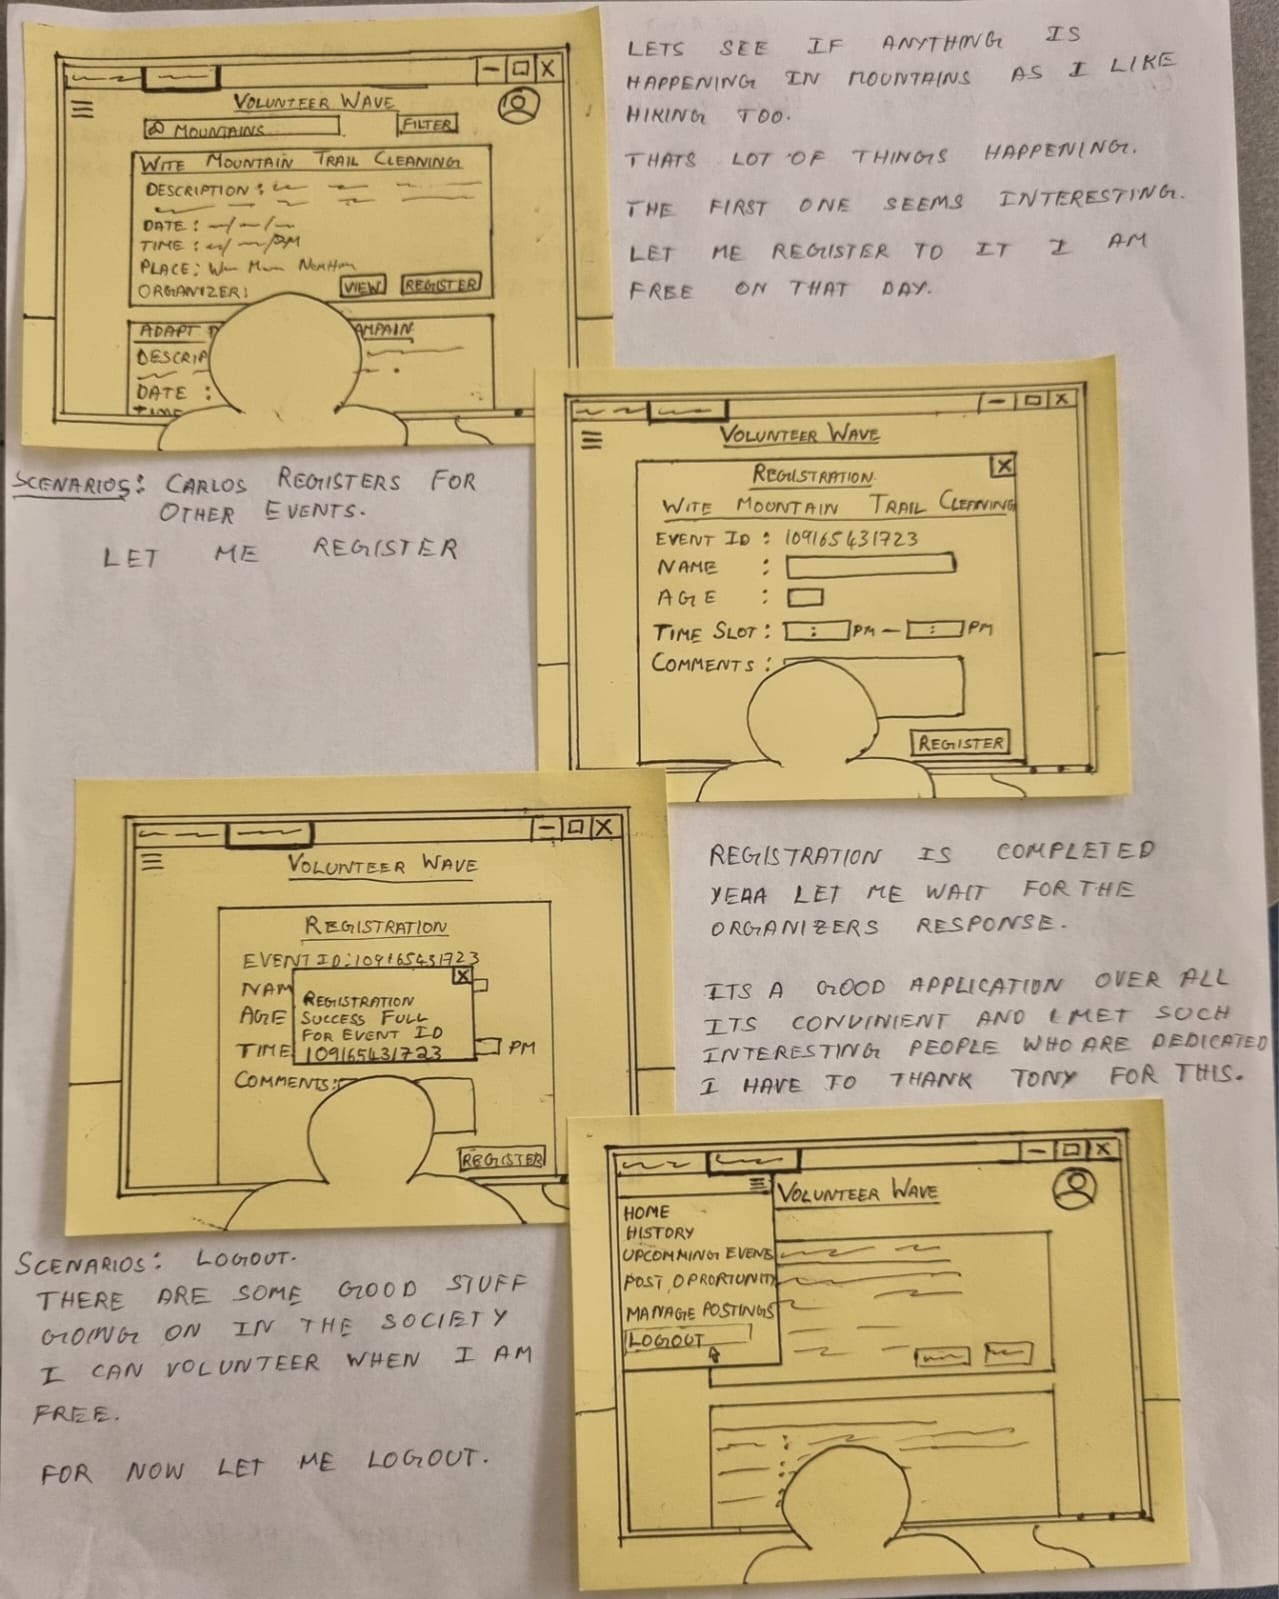 VOLUNTEER WAVE
MOUNTAINS
FILTER
WITE MOUNTAIN TRAIL CLEANING
DESCRIPTION :
DATE :
TIME : PM
PLACE :
ORGANIZER:
VIEW
REGISTER
ADAPT
AMPAIN
DESCRIP
DATE :
TIME
LETS SEE IF ANYTHING IS
HAPPENING IN MOUNTAINS AS I LIKE
HIKING TOO.
THATS LOT OF THINGS HAPPENING.
THE FIRST ONE SEEMS INTERESTING.
LET ME REGISTER TO IT I AM
FREE ON THAT DAY.
SCENARIOS: CARLOS REGISTERS FOR
OTHER EVENTS.
LET ME REGISTER
VOLUNTEER WAVE
REGISTRATION
WITE MOUNTAIN TRAIL CLEANING
EVENT ID : 109165431723
NAME :
AGE :
TIME SLOT : : PM — : PM
COMMENTS :
REGISTER
VOLUNTEER WAVE
REGISTRATION
EVENT ID:109165431723
NAM
AGE
TIME
PM
COMMENTS:
REGISTRATION
SUCCESS FULL
FOR EVENT ID
109165431723
REGISTER
REGISTRATION IS COMPLETED
YEAA LET ME WAIT FOR THE
ORGANIZERS RESPONSE.
ITS A GOOD APPLICATION OVER ALL
ITS CONVINIENT AND I MET SUCH
INTERESTING PEOPLE WHO ARE DEDICATED
I HAVE TO THANK TONY FOR THIS.
SCENARIOS: LOGOUT.
THERE ARE SOME GOOD STUFF
GOING ON IN THE SOCIETY
I CAN VOLUNTEER WHEN I AM
FREE.
FOR NOW LET ME LOGOUT.
VOLUNTEER WAVE
HOME
HISTORY
UPCOMMING EVENS
POST OPRORTUNITY
MANAGE POSTINGS
LOGOUT